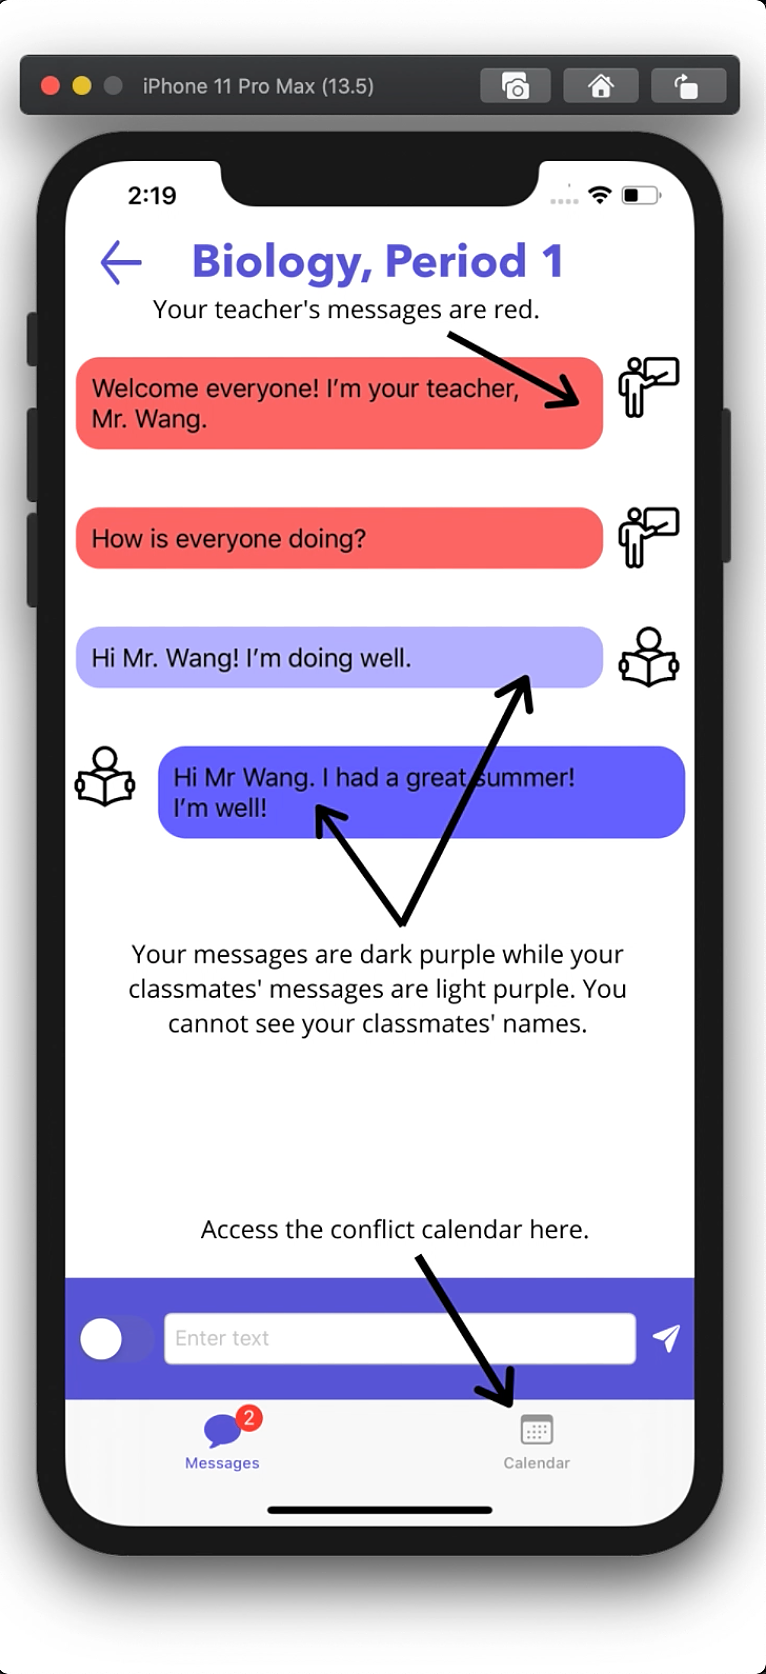 iPhone 11 Pro Max (13.5)
2:19
Biology, Period 1
Your teacher's messages are red.
Welcome everyone! I'm your teacher,
Mr. Wang.
How is everyone doing?
Hi Mr. Wang! I'm doing well.
Hi Mr Wang. I had a great summer!
I'm well!
Your messages are dark purple while your
classmates' messages are light purple. You
cannot see your classmates' names.
Access the conflict calendar here.
Enter text
2
Messages
Calendar